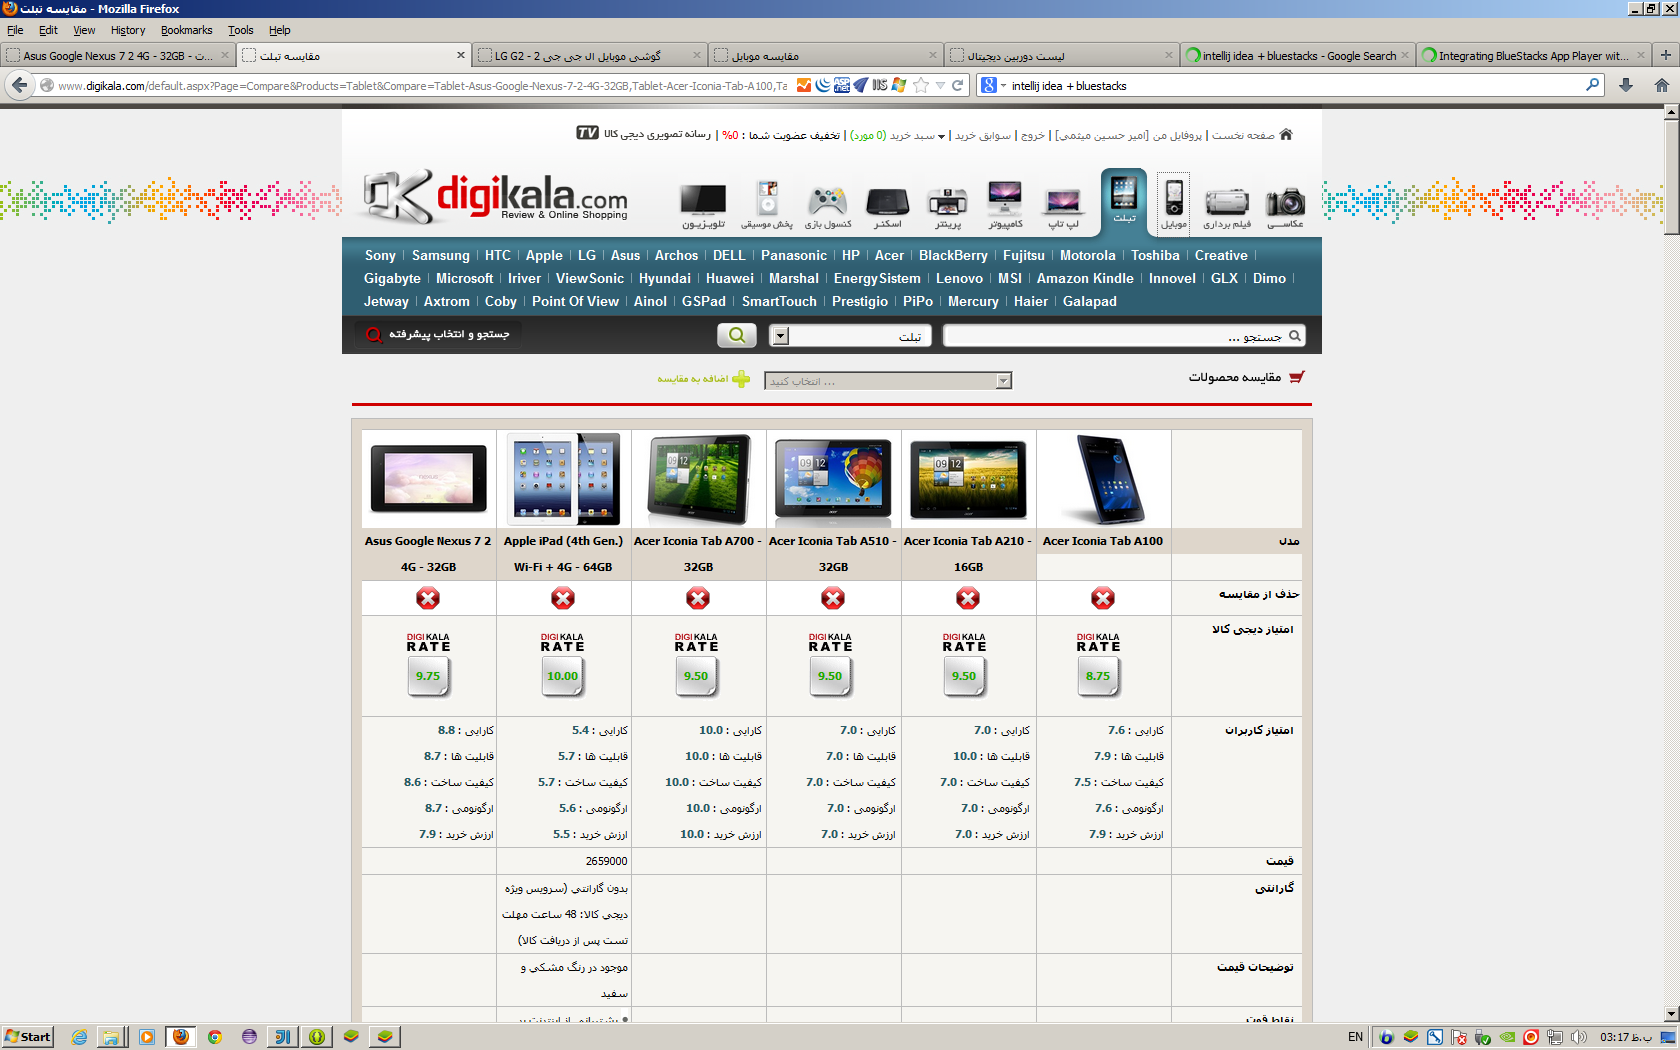 مقایسه تبلت - Mozilla Firefox
File Edit View History Bookmarks Tools Help
Asus Google Nexus 7 2 4G - 32GB - ت...
مقایسه تبلت
گوشی موبایل ال جی جی 2 - LG G2
مقایسه موبایل
لیست دوربین دیجیتال
intellij idea + bluestacks - Google Search
Integrating BlueStacks App Player wit...
www.digikala.com/default.aspx?Page=Compare&Products=Tablet&Compare=Tablet-Asus-Google-Nexus-7-2-4G-32GB,Tablet-Acer-Iconia-Tab-A100,Ta
intellij idea + bluestacks
صفحه نخست | پروفایل من [امیر حسین میثمی] | خروج | سوابق خرید | سبد خرید (0 مورد) | تخفیف عضویت شما : 0% | رسانه تصویری دیجی کالا TV
digikala.com
Review & Online Shopping
عکاسی فیلم برداری موبایل تبلت لپ تاپ کامپیوتر پرینتر اسکنر کنسول بازی پخش موسیقی تلویزیون
Sony | Samsung | HTC | Apple | LG | Asus | Archos | DELL | Panasonic | HP | Acer | BlackBerry | Fujitsu | Motorola | Toshiba | Creative |
Gigabyte | Microsoft | Iriver | ViewSonic | Hyundai | Huawei | Marshal | EnergySistem | Lenovo | MSI | Amazon Kindle | Innovel | GLX | Dimo |
Jetway | Axtrom | Coby | Point Of View | Ainol | GSPad | SmartTouch | Prestigio | PiPo | Mercury | Haier | Galapad
جستجو ...
تبلت
جستجو و انتخاب پیشرفته
مقایسه محصولات
انتخاب کنید ...
اضافه به مقایسه
مدل
Acer Iconia Tab A100
Acer Iconia Tab A210 -
16GB
Acer Iconia Tab A510 -
32GB
Acer Iconia Tab A700 -
32GB
Apple iPad (4th Gen.)
Wi-Fi + 4G - 64GB
Asus Google Nexus 7 2
4G - 32GB
حذف از مقایسه
امتیاز دیجی کالا
DIGIKALA RATE 8.75
DIGIKALA RATE 9.50
DIGIKALA RATE 9.50
DIGIKALA RATE 9.50
DIGIKALA RATE 10.00
DIGIKALA RATE 9.75
امتیاز کاربران
کارایی : 7.6
قابلیت ها : 7.9
کیفیت ساخت : 7.5
ارگونومی : 7.6
ارزش خرید : 7.9
کارایی : 7.0
قابلیت ها : 10.0
کیفیت ساخت : 7.0
ارگونومی : 7.0
ارزش خرید : 7.0
کارایی : 7.0
قابلیت ها : 7.0
کیفیت ساخت : 7.0
ارگونومی : 7.0
ارزش خرید : 7.0
کارایی : 10.0
قابلیت ها : 10.0
کیفیت ساخت : 10.0
ارگونومی : 10.0
ارزش خرید : 10.0
کارایی : 5.4
قابلیت ها : 5.7
کیفیت ساخت : 5.7
ارگونومی : 5.6
ارزش خرید : 5.5
کارایی : 8.8
قابلیت ها : 8.7
کیفیت ساخت : 8.6
ارگونومی : 8.7
ارزش خرید : 7.9
قیمت
2659000
گارانتی
بدون گارانتی (سرویس ویژه
دیجی کالا: 48 ساعت مهلت
تست پس از دریافت کالا)
توضیحات قیمت
موجود در رنگ مشکی و
سفید
نقاط قوت
Start
EN
03:17 ب.ظ